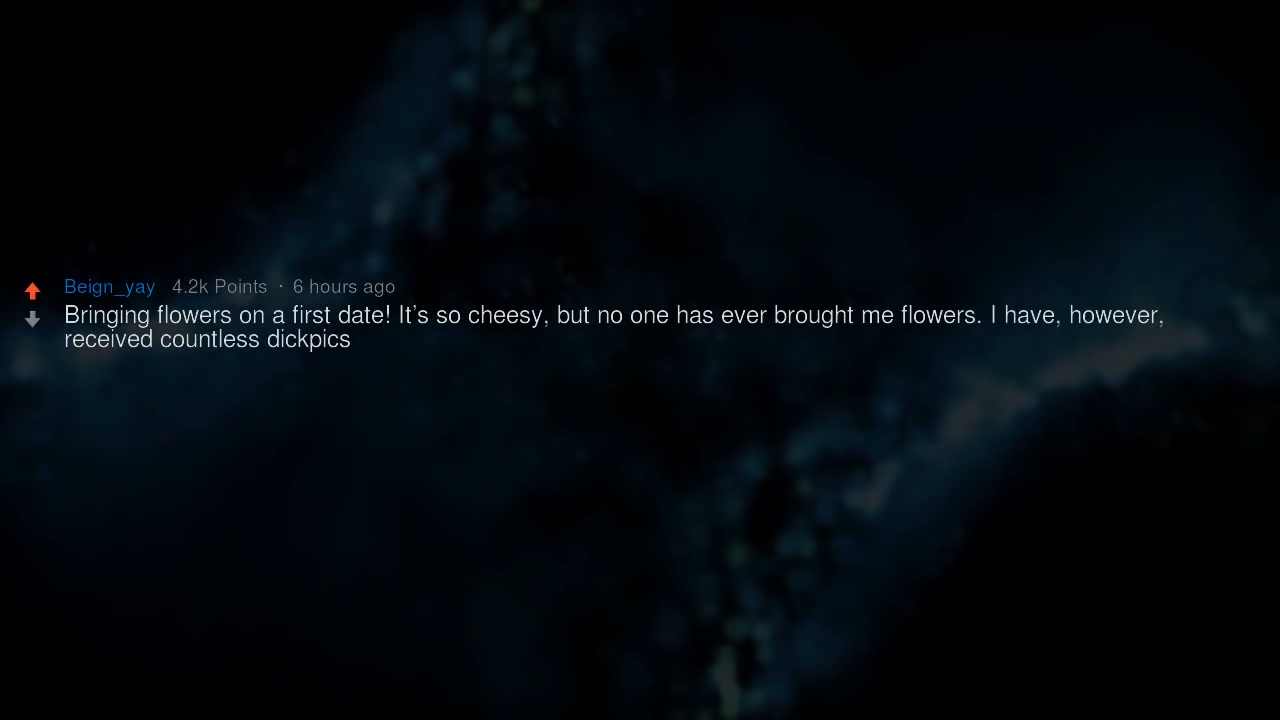 Beign_yay 4.2k Points · 6 hours ago
Bringing flowers on a first date! It's so cheesy, but no one has ever brought me flowers. I have, however,
received countless dickpics